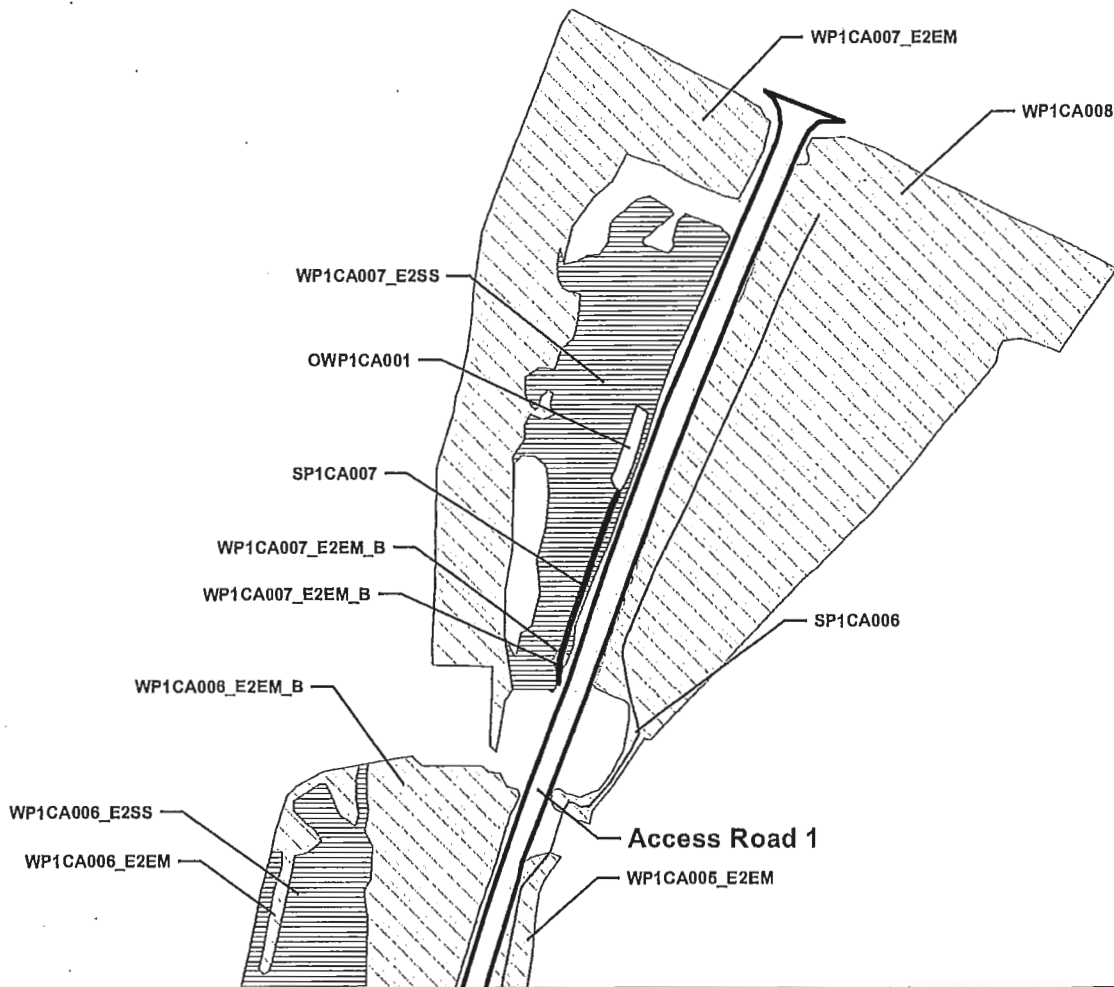 WP1CA007_E2EM
WP1CA008
WP1CA007_E2SS
OWP1CA001
SP1CA007
WP1CA007_E2EM_B
WP1CA007_E2EM_B
SP1CA006
WP1CA006_E2EM_B
WP1CA006_E2SS
Access Road 1
WP1CA006_E2EM
WP1CA005_E2EM